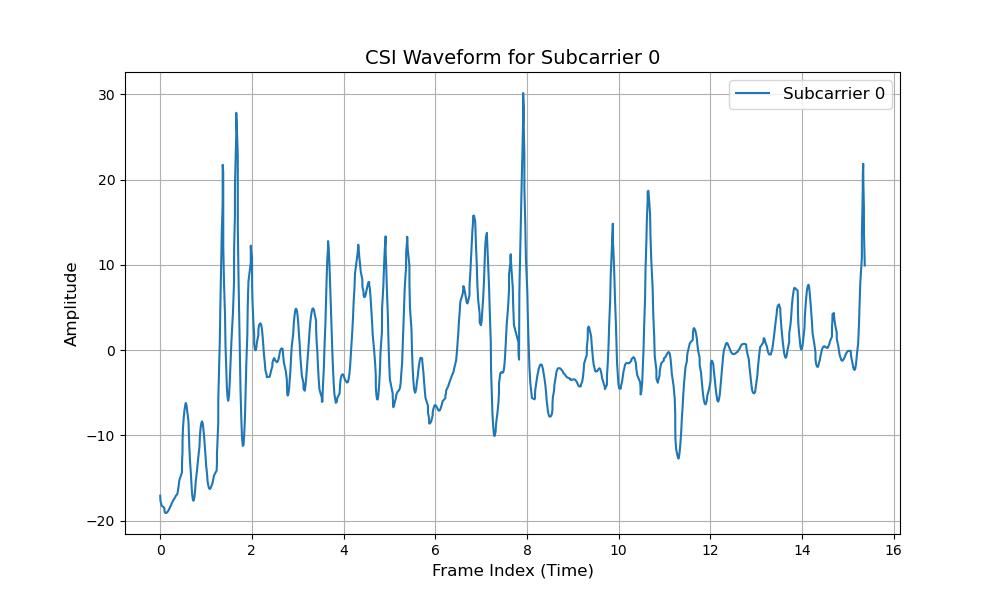 CSI Waveform for Subcarrier 0
Subcarrier 0
Amplitude
30
20
10
0
−10
−20
0 2 4 6 8 10 12 14 16
Frame Index (Time)